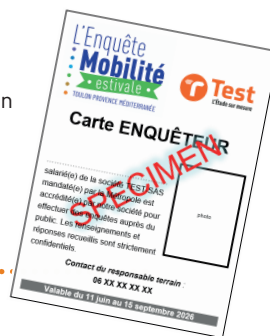 n
L'Enquête
Mobilité
• estivale •
TOULON PROVENCE MÉDITERRANÉE
Test
L'Étude sur mesure
Carte ENQUÊTEUR
salarié(e) de la société TEST SAS
mandaté(e) par la Métropole est
accrédité(e) par notre société pour
effectuer des enquêtes auprès du
public. Les renseignements et
réponses recueillis sont strictement
confidentiels.
SPECIMEN
photo
Contact du responsable terrain :
06 XX XX XX XX
Valable du 11 juin au 15 septembre 2026